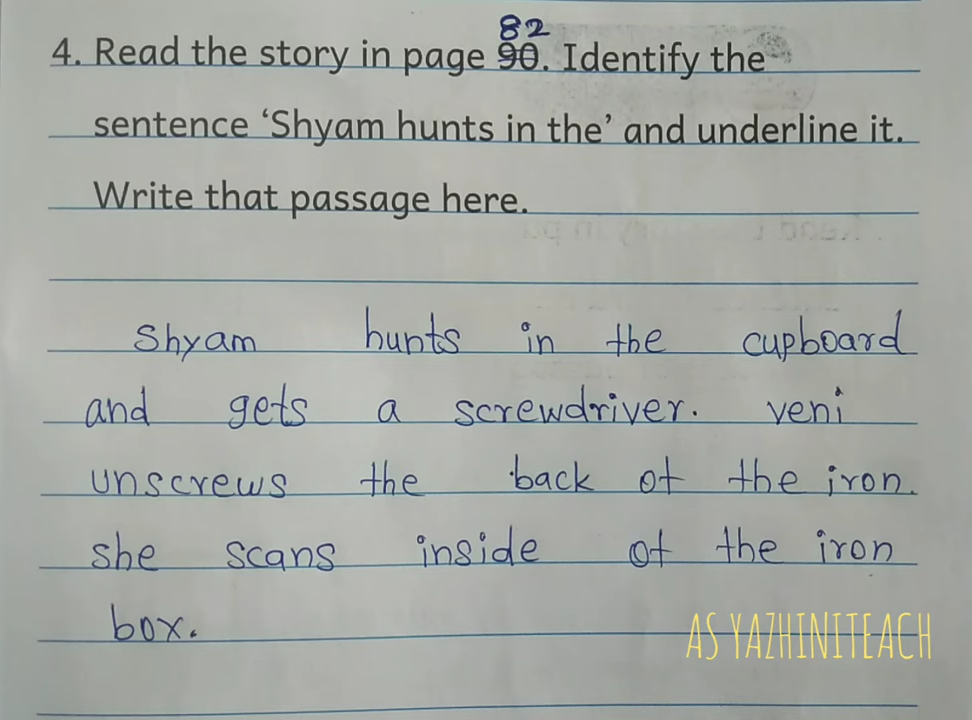 82
4. Read the story in page 90. Identify the
sentence ‘Shyam hunts in the’ and underline it.
Write that passage here.
Shyam hunts in the cupboard
and gets a screwdriver. veni
unscrews the back of the iron.
she scans inside of the iron
box.
AS YAZHINITEACH